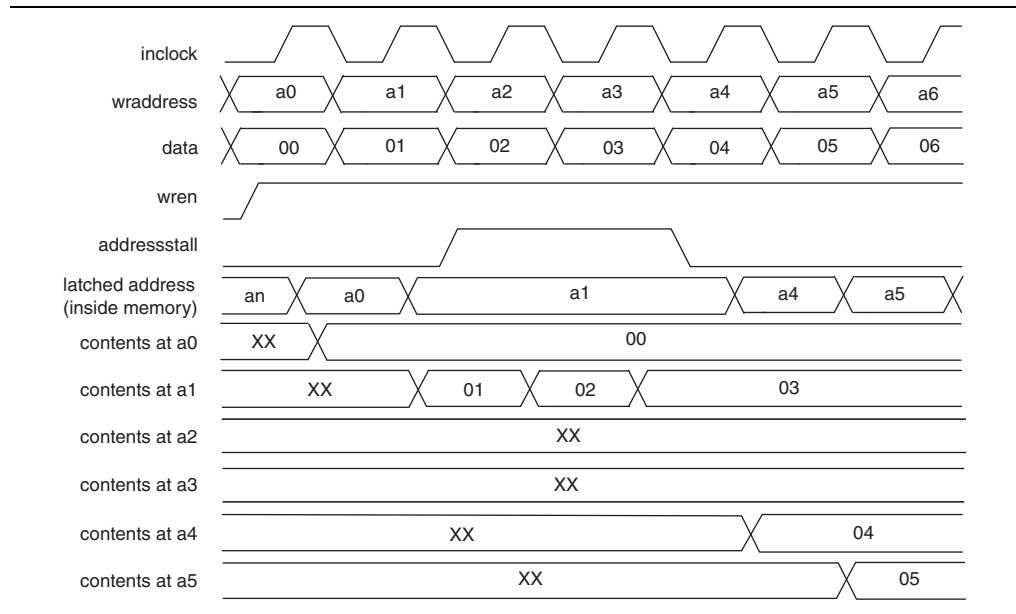 inclock
wraddress a0 a1 a2 a3 a4 a5 a6
data 00 01 02 03 04 05 06
wren
addressstall
latched address
(inside memory) an a0 a1 a4 a5
contents at a0 XX 00
contents at a1 XX 01 02 03
contents at a2 XX
contents at a3 XX
contents at a4 XX 04
contents at a5 XX 05